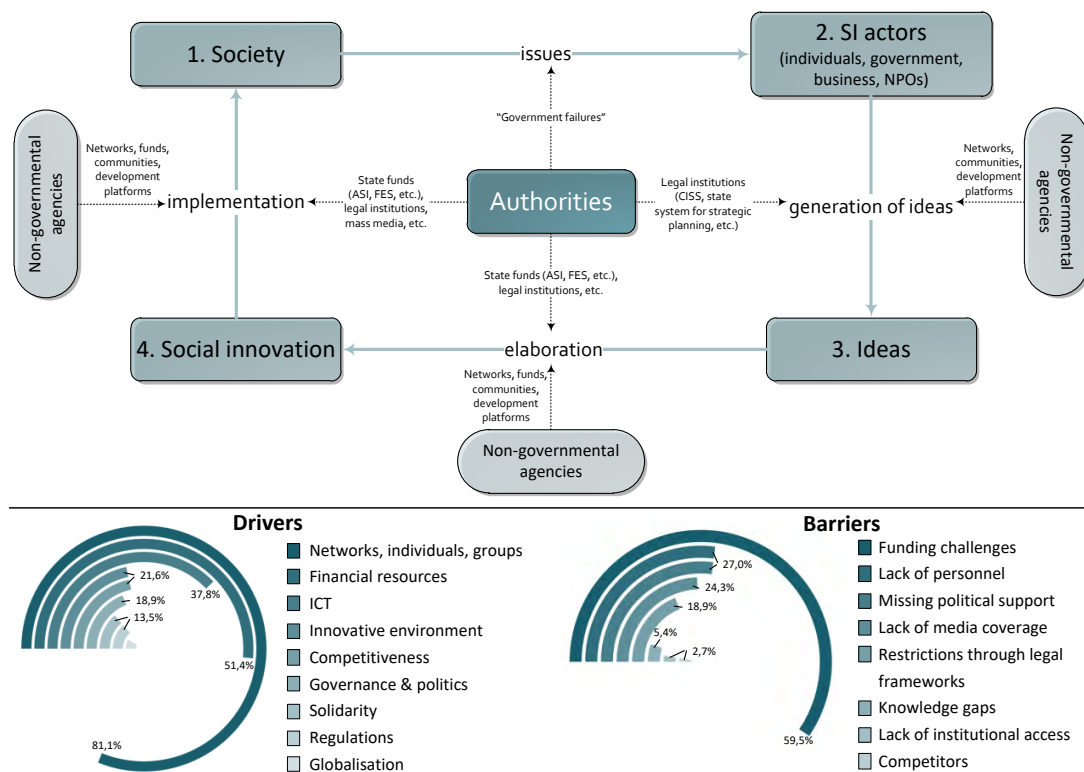 1. Society
issues
2. SI actors
(individuals, government,
business, NPOs)
"Government failures"
Non-governmental
agencies
Networks, funds,
communities,
development
platforms
implementation
State funds
(ASI, FES, etc.),
legal institutions,
mass media, etc.
Authorities
Legal institutions
(CISS, state
system for strategic
planning, etc.)
generation of ideas
Networks,
communities,
development
platforms
Non-governmental
agencies
State funds (ASI, FES, etc.),
legal institutions, etc.
4. Social innovation
elaboration
3. Ideas
Networks, funds,
communities,
development
platforms
Non-governmental
agencies
Drivers
Networks, individuals, groups
Financial resources
ICT
Innovative environment
Competitiveness
Governance & politics
Solidarity
Regulations
Globalisation
21,6%
37,8%
18,9%
13,5%
51,4%
81,1%
Barriers
Funding challenges
Lack of personnel
Missing political support
Lack of media coverage
Restrictions through legal
frameworks
Knowledge gaps
Lack of institutional access
Competitors
27,0%
24,3%
18,9%
5,4%
2,7%
59,5%